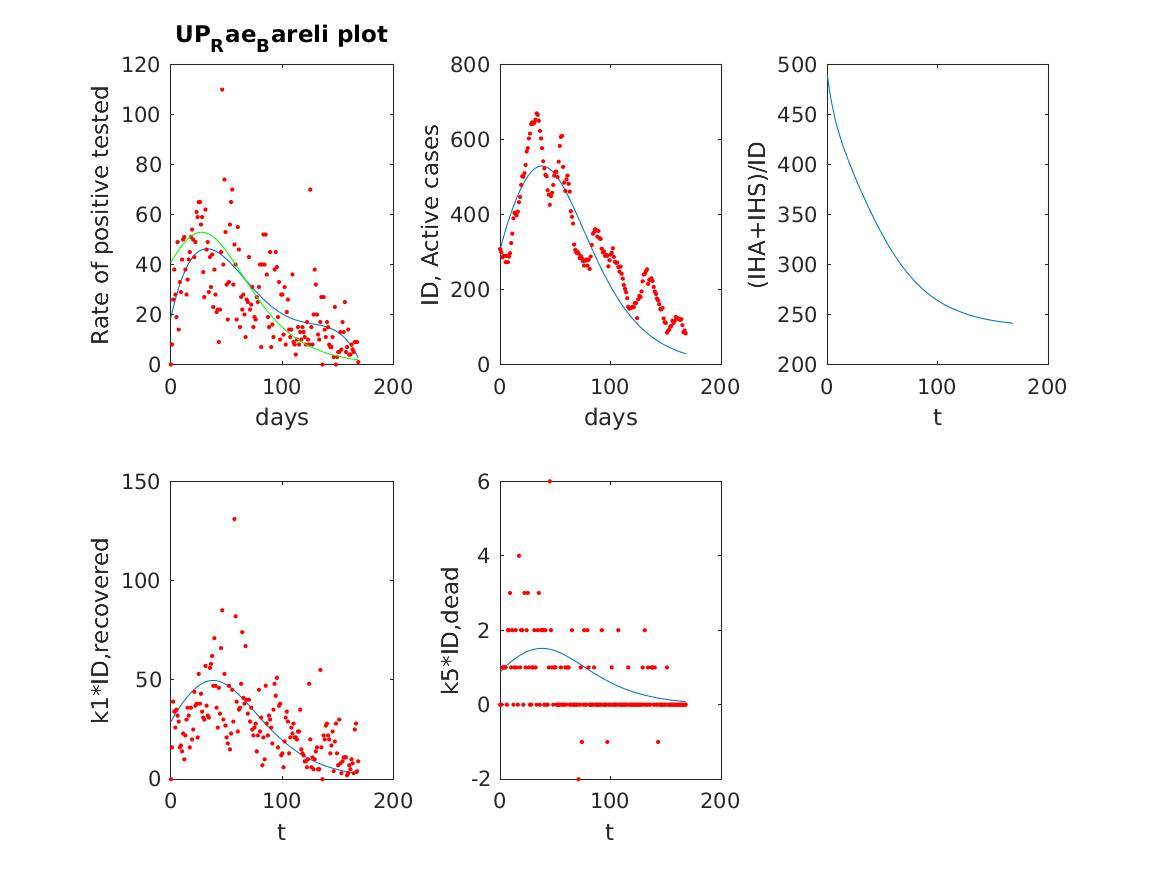 UP_Rae_Bareli plot
120
100
80
60
40
20
0
0 100 200
Rate of positive tested
days
800
600
400
200
0
0 100 200
ID, Active cases
days
500
450
400
350
300
250
200
0 100 200
(IHA+IHS)/ID
t
150
100
50
0
0 100 200
k1*ID,recovered
t
6
4
2
0
-2
0 100 200
k5*ID,dead
t